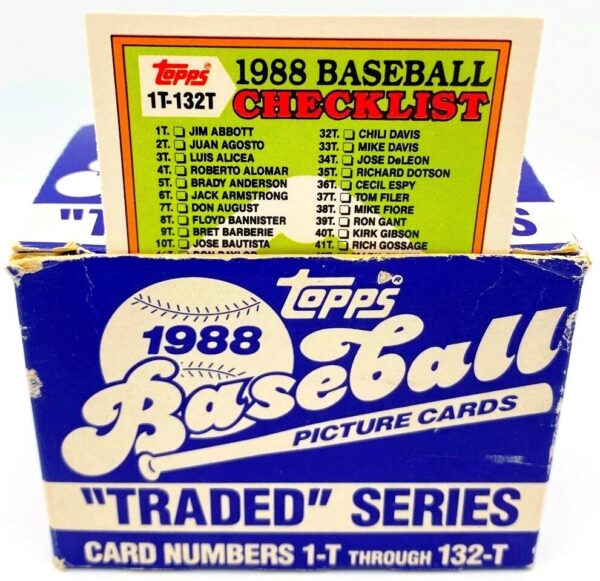 Topps
1T-132T
1988 BASEBALL
CHECKLIST
1T. JIM ABBOTT
2T. JUAN AGOSTO
3T. LUIS ALICEA
4T. ROBERTO ALOMAR
5T. BRADY ANDERSON
6T. JACK ARMSTRONG
7T. DON AUGUST
8T. FLOYD BANNISTER
9T. BRET BARBERIE
10T. JOSE BAUTISTA
32T. CHILI DAVIS
33T. MIKE DAVIS
34T. JOSE DeLEON
35T. RICHARD DOTSON
36T. CECIL ESPY
37T. TOM FILER
38T. MIKE FIORE
39T. RON GANT
40T. KIRK GIBSON
41T. RICH GOSSAGE
Topps
1988
Baseball
PICTURE CARDS
"TRADED" SERIES
CARD NUMBERS 1-T THROUGH 132-T